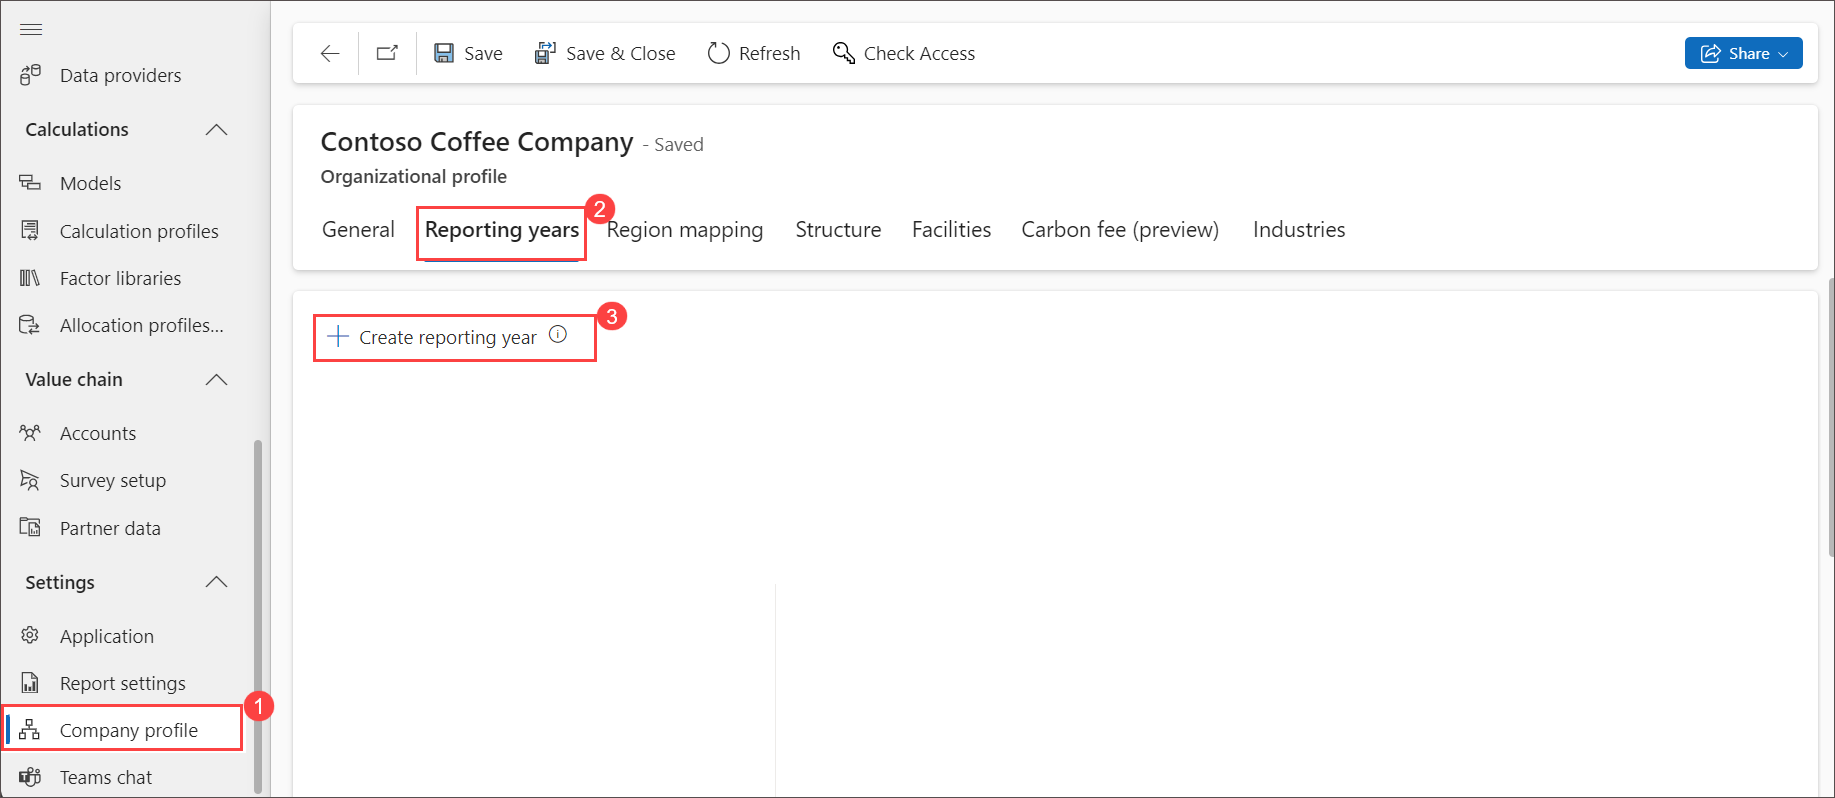 Data providers
Calculations
Models
Calculation profiles
Factor libraries
Allocation profiles...
Value chain
Accounts
Survey setup
Partner data
Settings
Application
Report settings
1
Company profile
Teams chat
Save
Save & Close
Refresh
Check Access
Share
Contoso Coffee Company - Saved
Organizational profile
2
General Reporting years Region mapping Structure Facilities Carbon fee (preview) Industries
3
Create reporting year